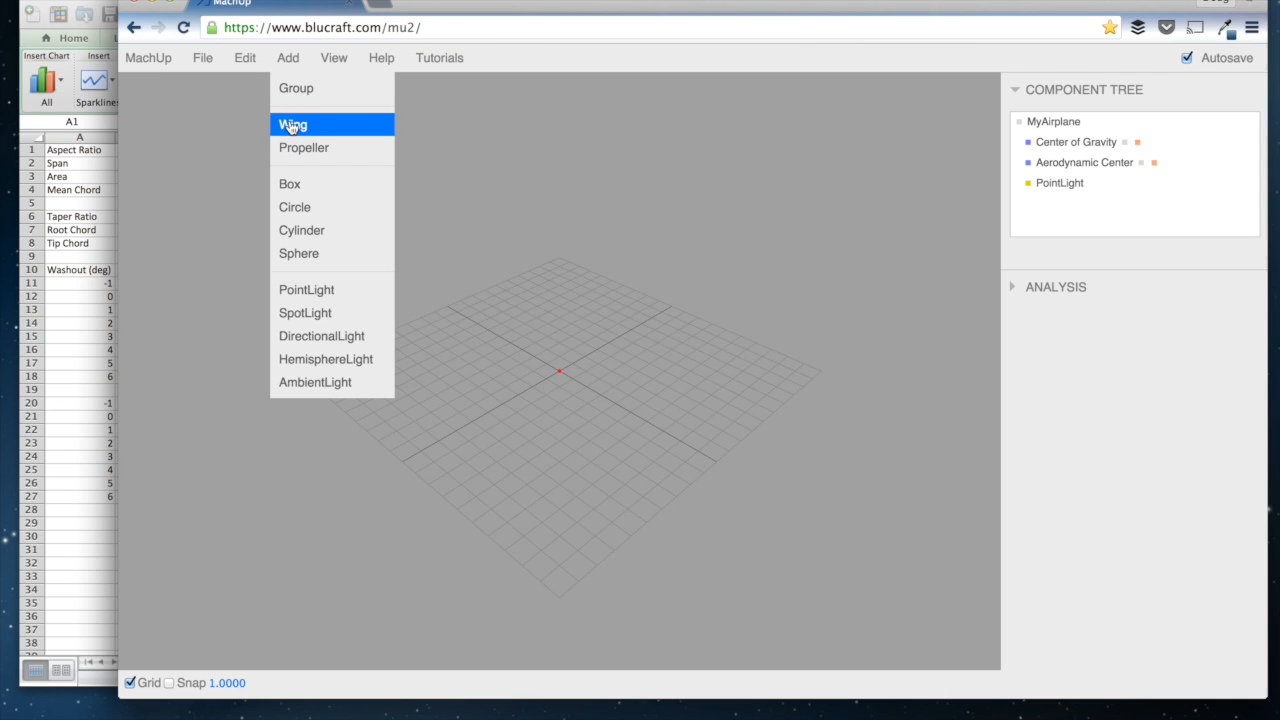 MachUp
https://www.blucraft.com/mu2/
Home
Insert Chart Insert
All Sparklines
A1
A
1 Aspect Ratio
2 Span
3 Area
4 Mean Chord
5
6 Taper Ratio
7 Root Chord
8 Tip Chord
9
10 Washout (deg)
11 -1
12 0
13 1
14 2
15 3
16 4
17 5
18 6
19
20 -1
21 0
22 1
23 2
24 3
25 4
26 5
27 6
28
29
30
31
32
33
34
35
36
37
38
MachUp File Edit Add View Help Tutorials Autosave
Group
Wing
Propeller
Box
Circle
Cylinder
Sphere
PointLight
SpotLight
DirectionalLight
HemisphereLight
AmbientLight
COMPONENT TREE
MyAirplane
Center of Gravity
Aerodynamic Center
PointLight
ANALYSIS
Grid Snap 1.0000